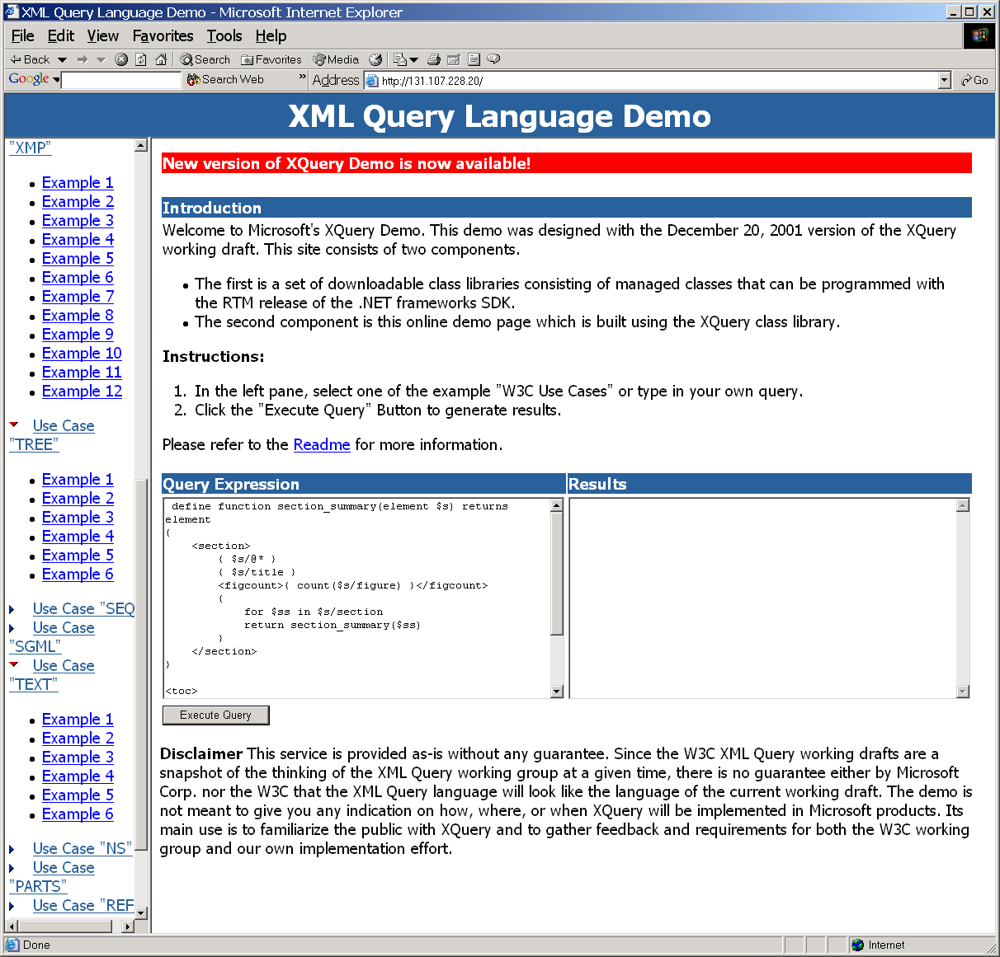 XML Query Language Demo - Microsoft Internet Explorer
File Edit View Favorites Tools Help
Back Search Favorites Media
Google Search Web » Address http://131.107.228.20/ Go
XML Query Language Demo
"XMP"
Example 1
Example 2
Example 3
Example 4
Example 5
Example 6
Example 7
Example 8
Example 9
Example 10
Example 11
Example 12
Use Case
"TREE"
Example 1
Example 2
Example 3
Example 4
Example 5
Example 6
Use Case "SEQ
Use Case
"SGML"
Use Case
"TEXT"
Example 1
Example 2
Example 3
Example 4
Example 5
Example 6
Use Case "NS"
Use Case
"PARTS"
Use Case "REF
New version of XQuery Demo is now available!
Introduction
Welcome to Microsoft's XQuery Demo. This demo was designed with the December 20, 2001 version of the XQuery
working draft. This site consists of two components.
The first is a set of downloadable class libraries consisting of managed classes that can be programmed with
the RTM release of the .NET frameworks SDK.
The second component is this online demo page which is built using the XQuery class library.
Instructions:
1. In the left pane, select one of the example "W3C Use Cases" or type in your own query.
2. Click the "Execute Query" Button to generate results.
Please refer to the Readme for more information.
Query Expression
define function section_summary(element $s) returns
element
{
<section>
{ $s/@* }
{ $s/title }
<figcount>{ count($s/figure) }</figcount>
{
for $ss in $s/section
return section_summary($ss)
}
</section>
}
<toc>
Results
Execute Query
Disclaimer This service is provided as-is without any guarantee. Since the W3C XML Query working drafts are a
snapshot of the thinking of the XML Query working group at a given time, there is no guarantee either by Microsoft
Corp. nor the W3C that the XML Query language will look like the language of the current working draft. The demo is
not meant to give you any indication on how, where, or when XQuery will be implemented in Microsoft products. Its
main use is to familiarize the public with XQuery and to gather feedback and requirements for both the W3C working
group and our own implementation effort.
Done Internet